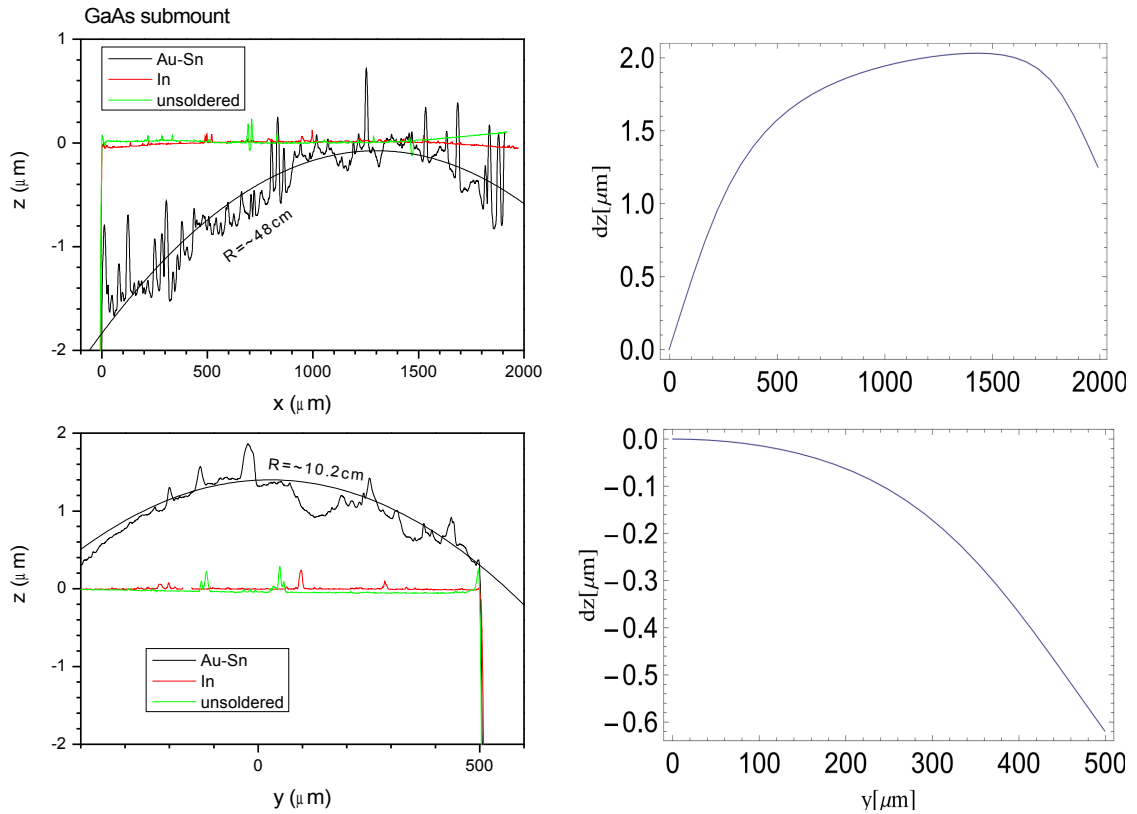 GaAs submount
1
0
-1
-2
z (μm)
Au-Sn
In
unsoldered
R=~48cm
0 500 1000 1500 2000
x (μm)
2.0
1.5
1.0
0.5
0.0
dz[μm]
0 500 1000 1500 2000
2
1
0
-1
-2
z (μm)
R=~10.2cm
Au-Sn
In
unsoldered
0 500
y (μm)
0.0
−0.1
−0.2
−0.3
−0.4
−0.5
−0.6
dz[μm]
0 100 200 300 400 500
y[μm]